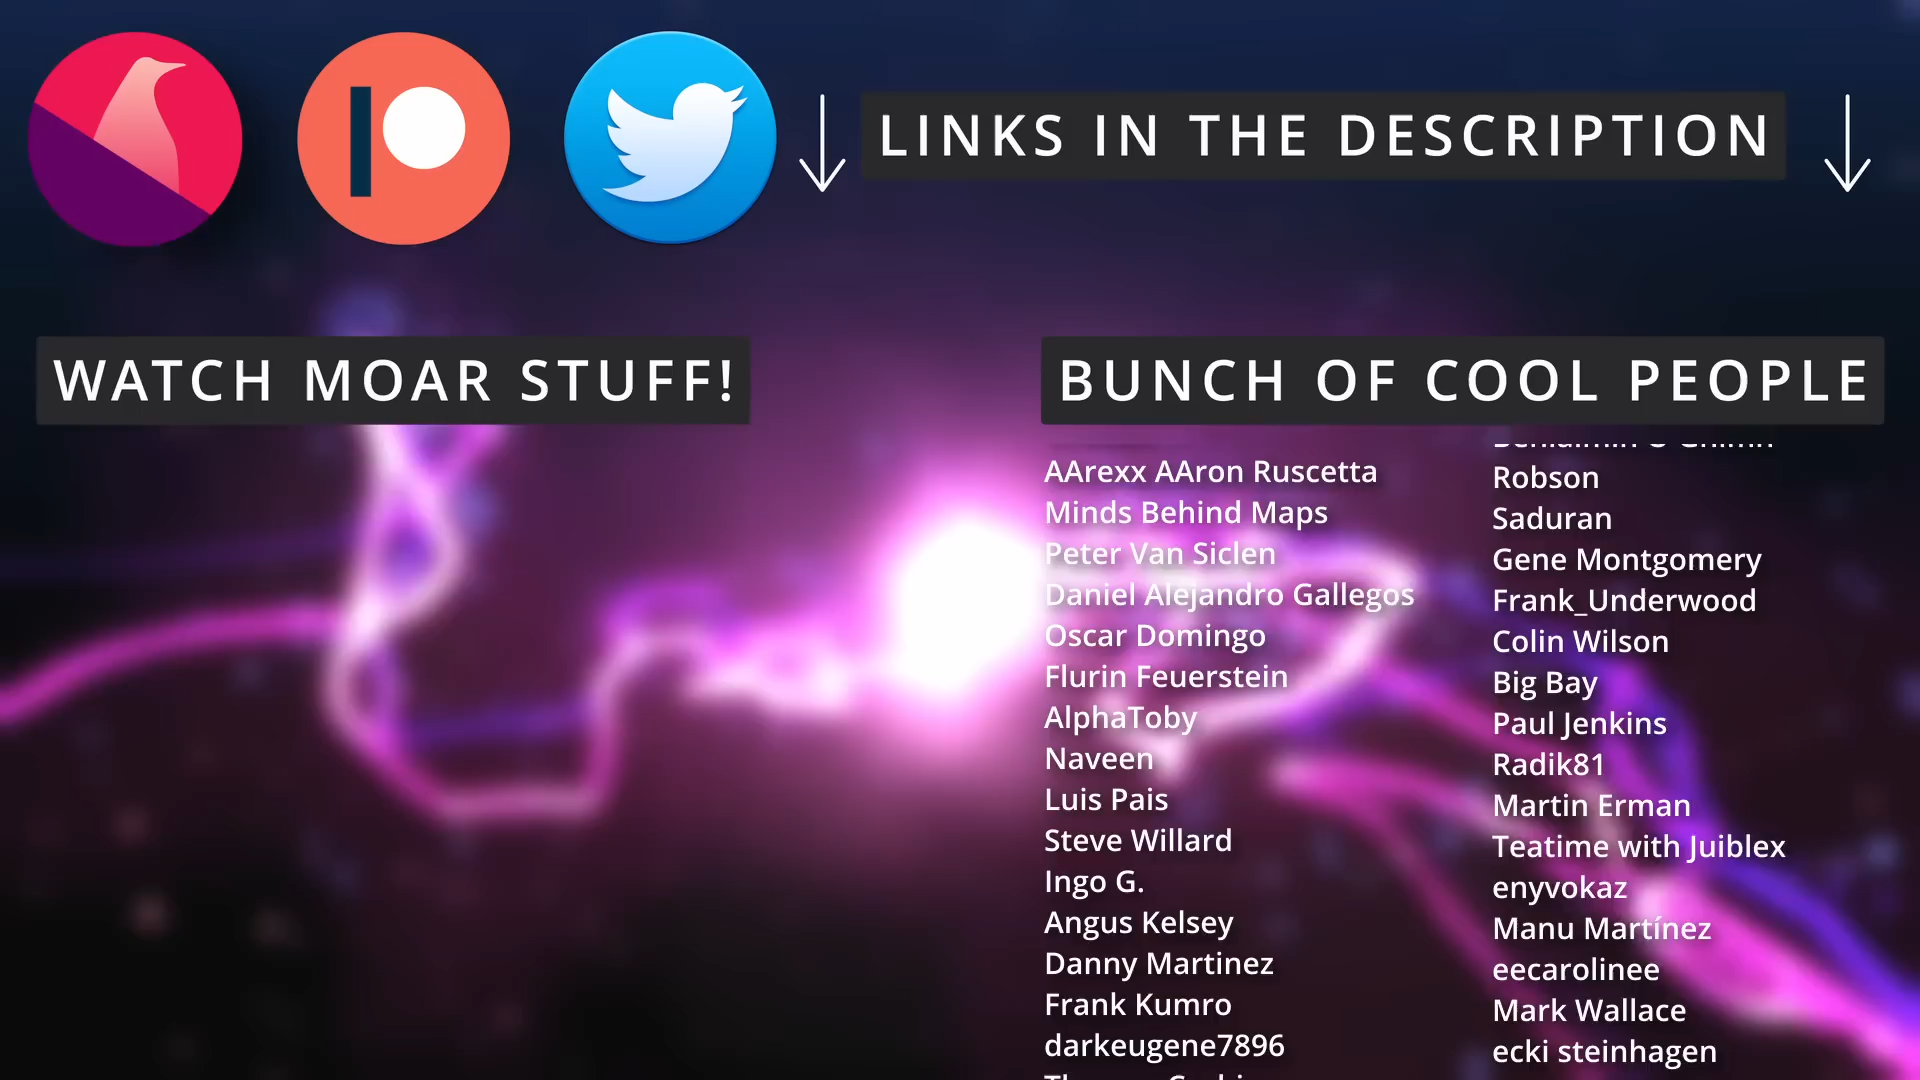 LINKS IN THE DESCRIPTION
WATCH MOAR STUFF!
BUNCH OF COOL PEOPLE
AArexx AAron Ruscetta
Minds Behind Maps
Peter Van Siclen
Daniel Alejandro Gallegos
Oscar Domingo
Flurin Feuerstein
AlphaToby
Naveen
Luis Pais
Steve Willard
Ingo G.
Angus Kelsey
Danny Martinez
Frank Kumro
darkeugene7896
Robson
Saduran
Gene Montgomery
Frank_Underwood
Colin Wilson
Big Bay
Paul Jenkins
Radik81
Martin Erman
Teatime with Juiblex
enyvokaz
Manu Martínez
eecarolinee
Mark Wallace
ecki steinhagen